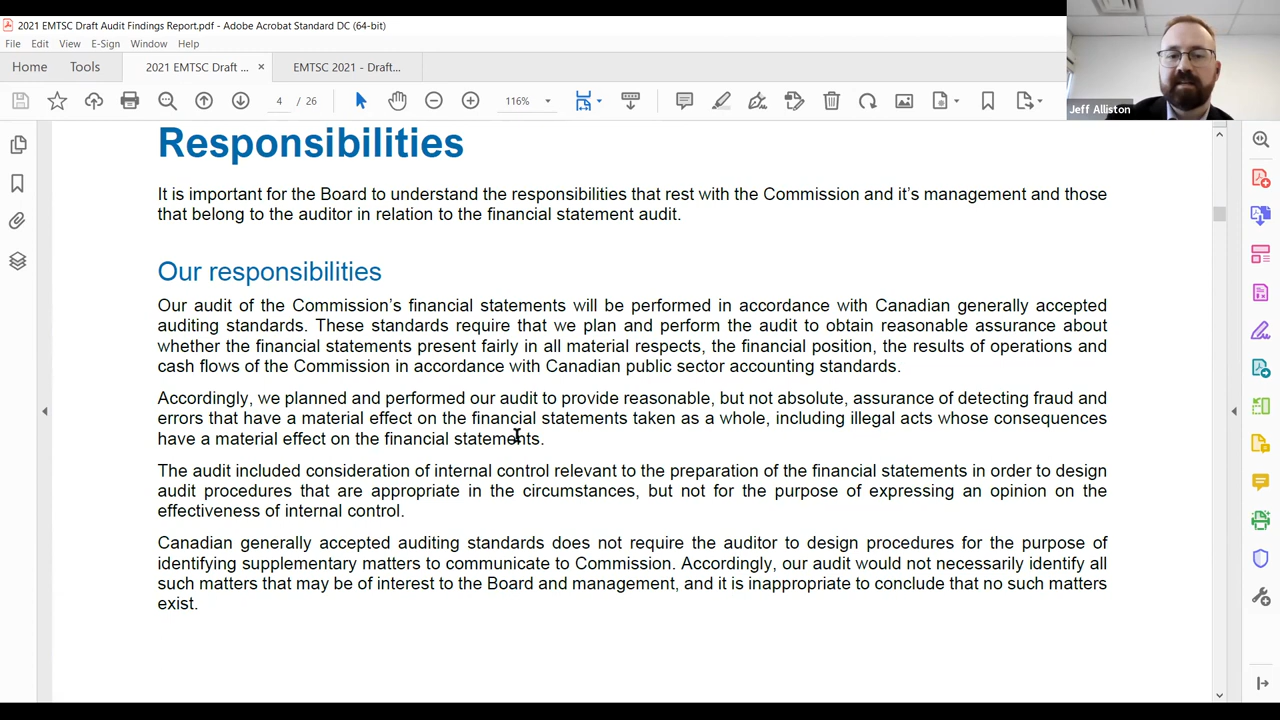 2021 EMTSC Draft Audit Findings Report.pdf - Adobe Acrobat Standard DC (64-bit)
File Edit View E-Sign Window Help
Home Tools 2021 EMTSC Draft ... × EMTSC 2021 - Draft...
4 / 26 116%
Jeff Alliston
Responsibilities
It is important for the Board to understand the responsibilities that rest with the Commission and it's management and those
that belong to the auditor in relation to the financial statement audit.
Our responsibilities
Our audit of the Commission's financial statements will be performed in accordance with Canadian generally accepted
auditing standards. These standards require that we plan and perform the audit to obtain reasonable assurance about
whether the financial statements present fairly in all material respects, the financial position, the results of operations and
cash flows of the Commission in accordance with Canadian public sector accounting standards.
Accordingly, we planned and performed our audit to provide reasonable, but not absolute, assurance of detecting fraud and
errors that have a material effect on the financial statements taken as a whole, including illegal acts whose consequences
have a material effect on the financial statements.
The audit included consideration of internal control relevant to the preparation of the financial statements in order to design
audit procedures that are appropriate in the circumstances, but not for the purpose of expressing an opinion on the
effectiveness of internal control.
Canadian generally accepted auditing standards does not require the auditor to design procedures for the purpose of
identifying supplementary matters to communicate to Commission. Accordingly, our audit would not necessarily identify all
such matters that may be of interest to the Board and management, and it is inappropriate to conclude that no such matters
exist.